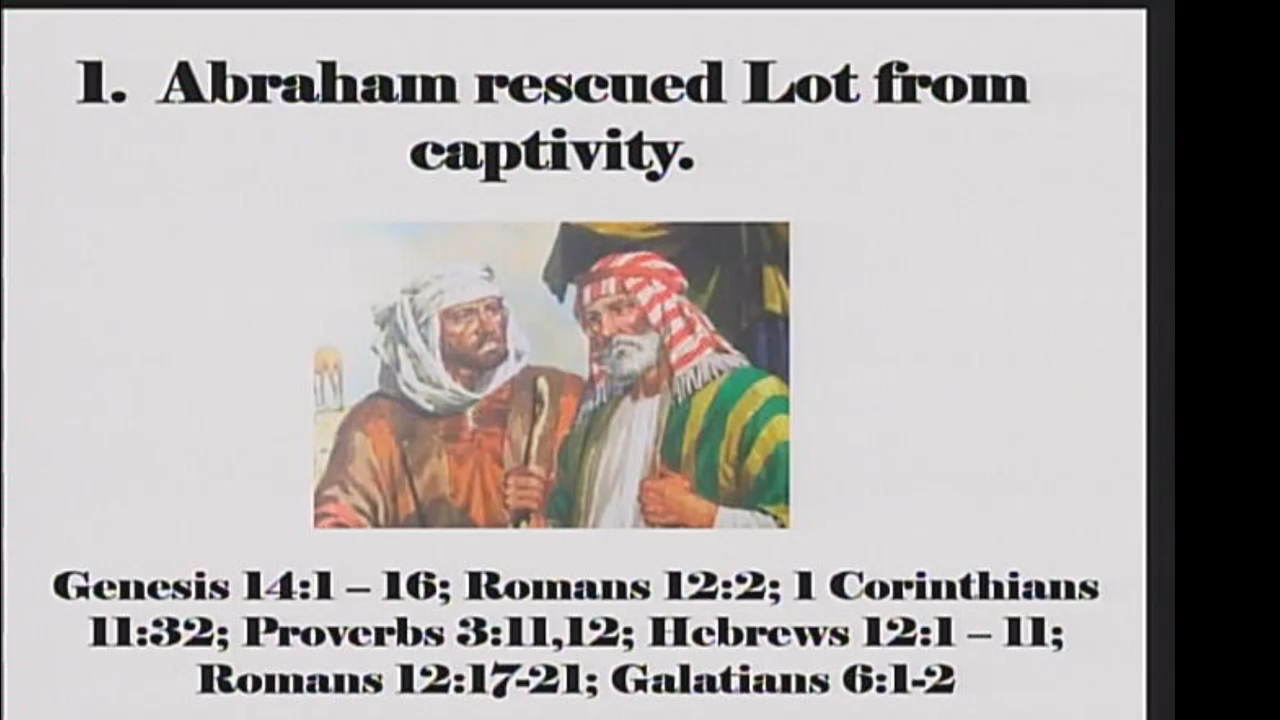 1. Abraham rescued Lot from
captivity.
Genesis 14:1 – 16; Romans 12:2; 1 Corinthians
11:32; Proverbs 3:11,12; Hebrews 12:1 – 11;
Romans 12:17-21; Galatians 6:1-2